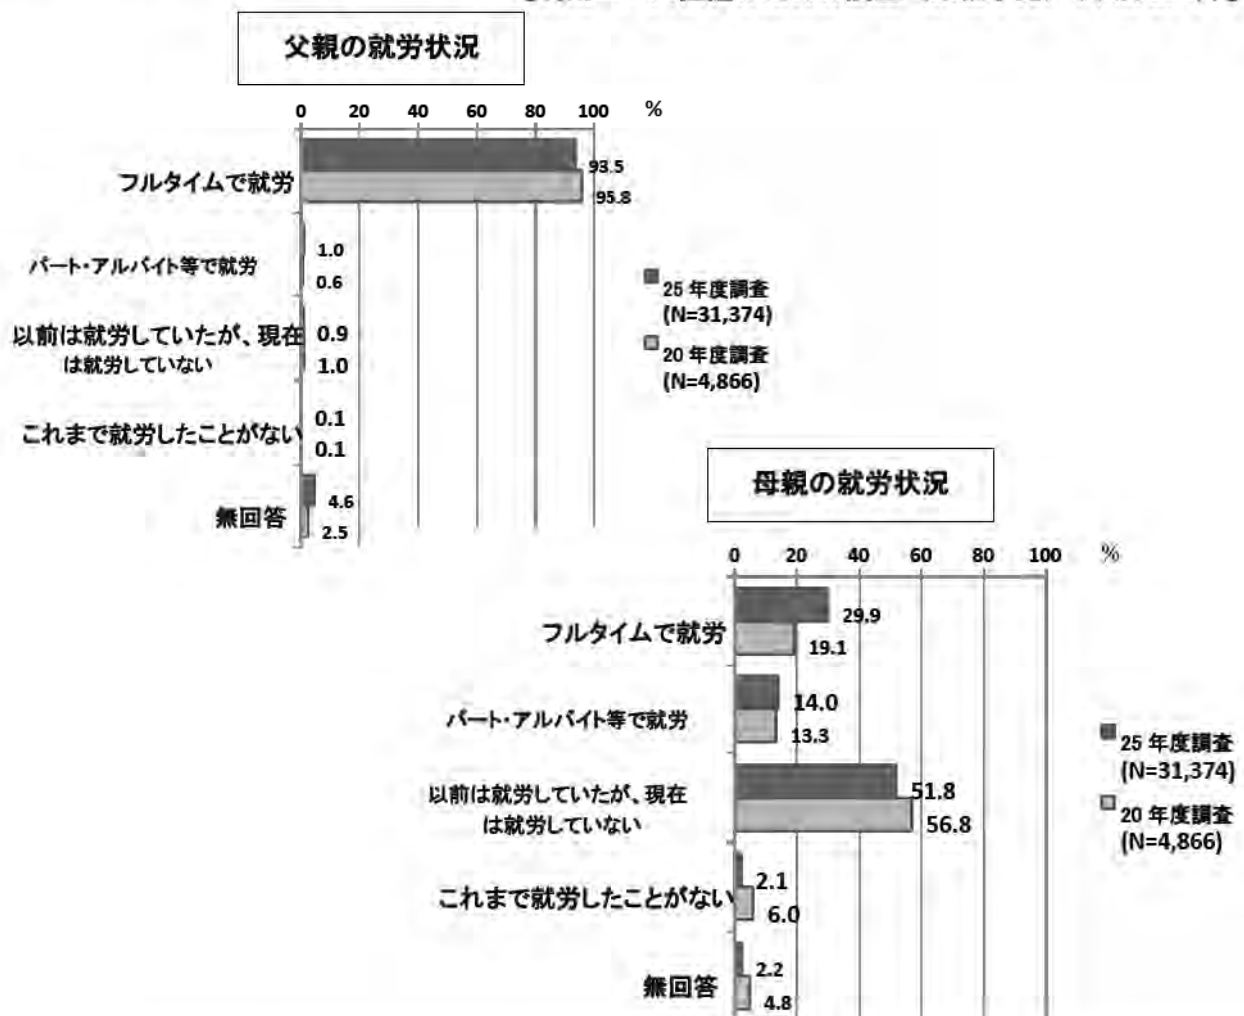 父親の就労状況
0 20 40 60 80 100 %
フルタイムで就労
93.5
95.8
パート・アルバイト等で就労
1.0
0.6
以前は就労していたが、現在
は就労していない
0.9
1.0
これまで就労したことがない
0.1
0.1
無回答
4.6
2.5
25 年度調査
(N=31,374)
20 年度調査
(N=4,866)
母親の就労状況
0 20 40 60 80 100 %
フルタイムで就労
29.9
19.1
パート・アルバイト等で就労
14.0
13.3
以前は就労していたが、現在
は就労していない
51.8
56.8
これまで就労したことがない
2.1
6.0
無回答
2.2
4.8
25 年度調査
(N=31,374)
20 年度調査
(N=4,866)